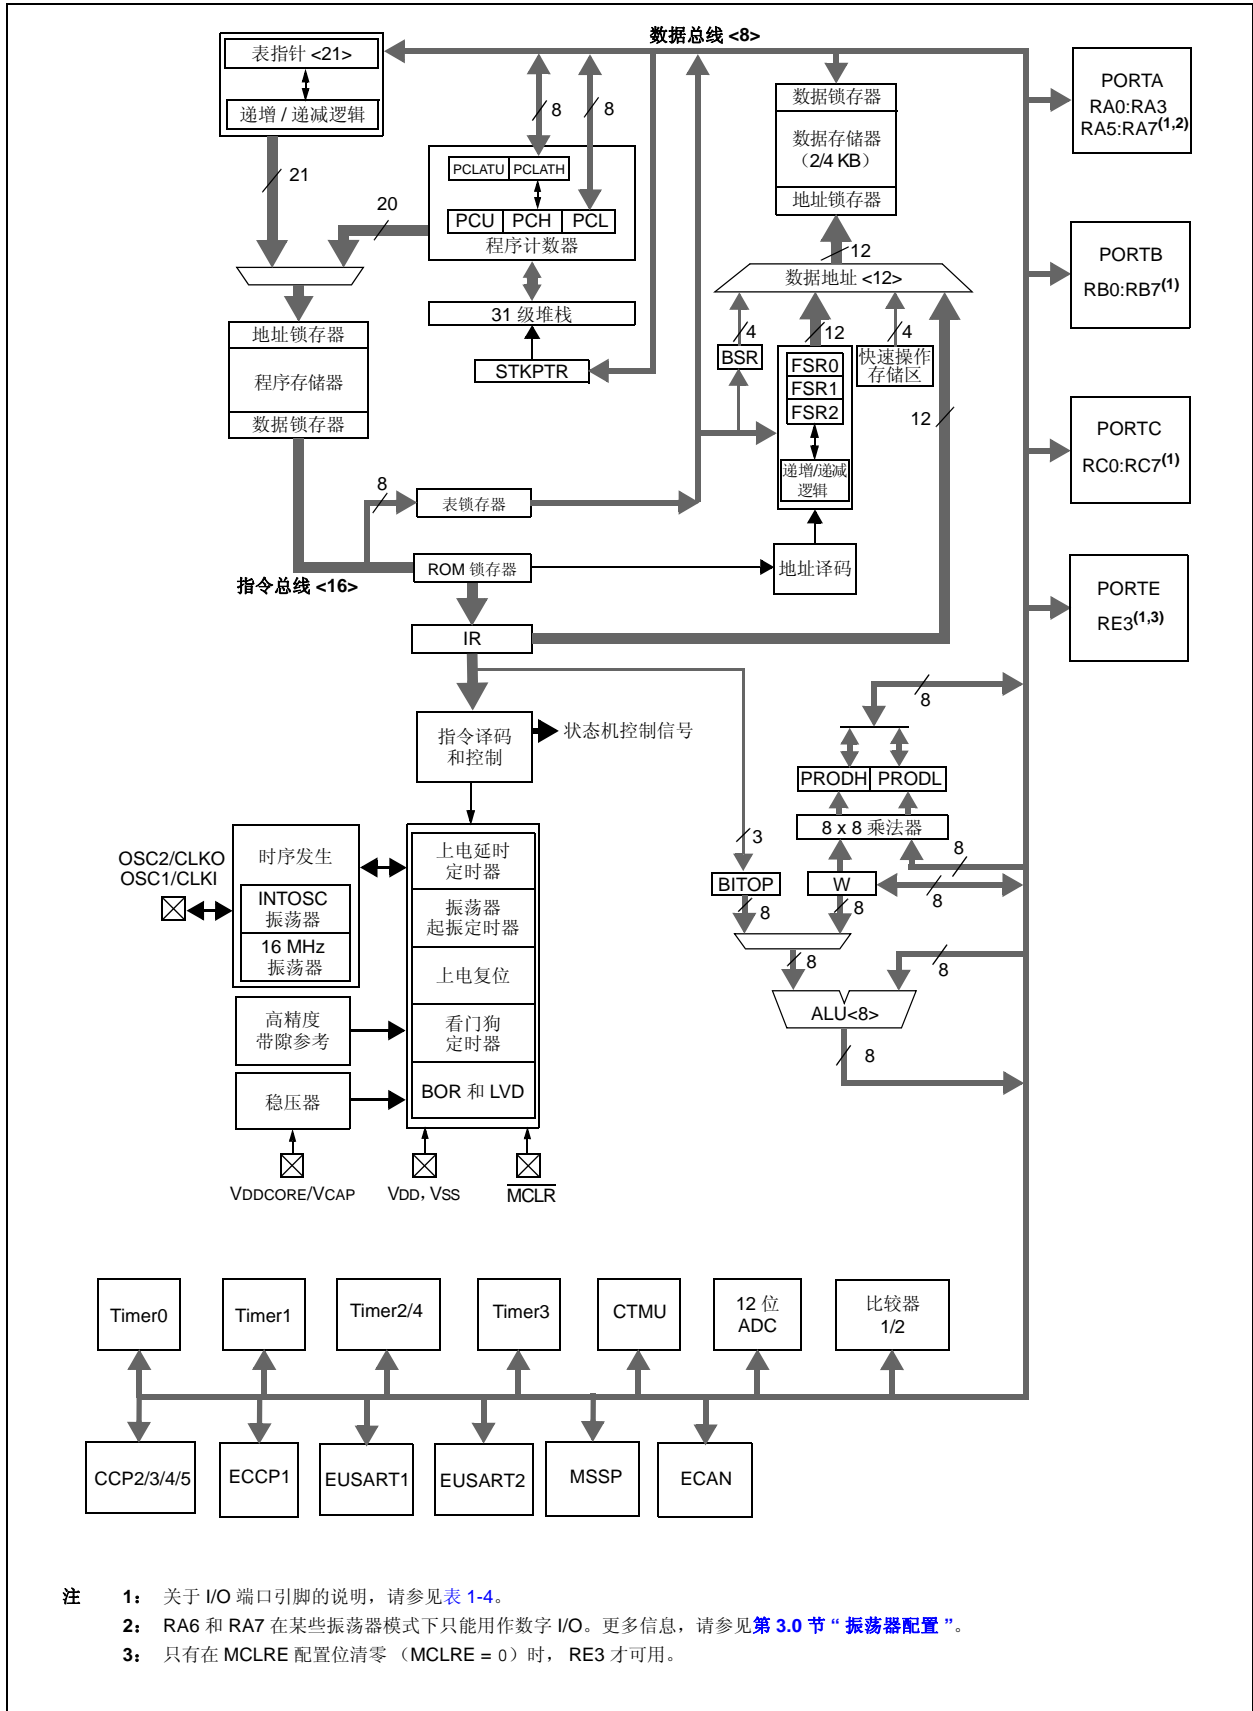 数据总线 <8>
表指针 <21>
递增 / 递减逻辑
21
20
8
8
PCLATU
PCLATH
PCU
PCH
PCL
程序计数器
31 级堆栈
STKPTR
地址锁存器
程序存储器
数据锁存器
数据锁存器
数据存储器
（2/4 KB）
地址锁存器
12
数据地址 <12>
4
12
4
BSR
FSR0
FSR1
FSR2
递增/递减
逻辑
快速操作
存储区
12
8
表锁存器
ROM 锁存器
指令总线 <16>
地址译码
IR
指令译码
和控制
状态机控制信号
PORTA
RA0:RA3
RA5:RA7(1,2)
PORTB
RB0:RB7(1)
PORTC
RC0:RC7(1)
PORTE
RE3(1,3)
8
PRODH
PRODL
8 x 8 乘法器
3
8
BITOP
W
8
8
8
8
8
ALU<8>
8
OSC2/CLKO
OSC1/CLKI
时序发生
INTOSC
振荡器
16 MHz
振荡器
上电延时
定时器
振荡器
起振定时器
上电复位
看门狗
定时器
BOR 和 LVD
高精度
带隙参考
稳压器
VDDCORE/VCAP
VDD，VSS
MCLR
Timer0
Timer1
Timer2/4
Timer3
CTMU
12 位
ADC
比较器
1/2
CCP2/3/4/5
ECCP1
EUSART1
EUSART2
MSSP
ECAN
注 1： 关于 I/O 端口引脚的说明，请参见表 1-4。
2： RA6 和 RA7 在某些振荡器模式下只能用作数字 I/O。更多信息，请参见第 3.0 节 “ 振荡器配置 ”。
3： 只有在 MCLRE 配置位清零 （MCLRE = 0）时， RE3 才可用。